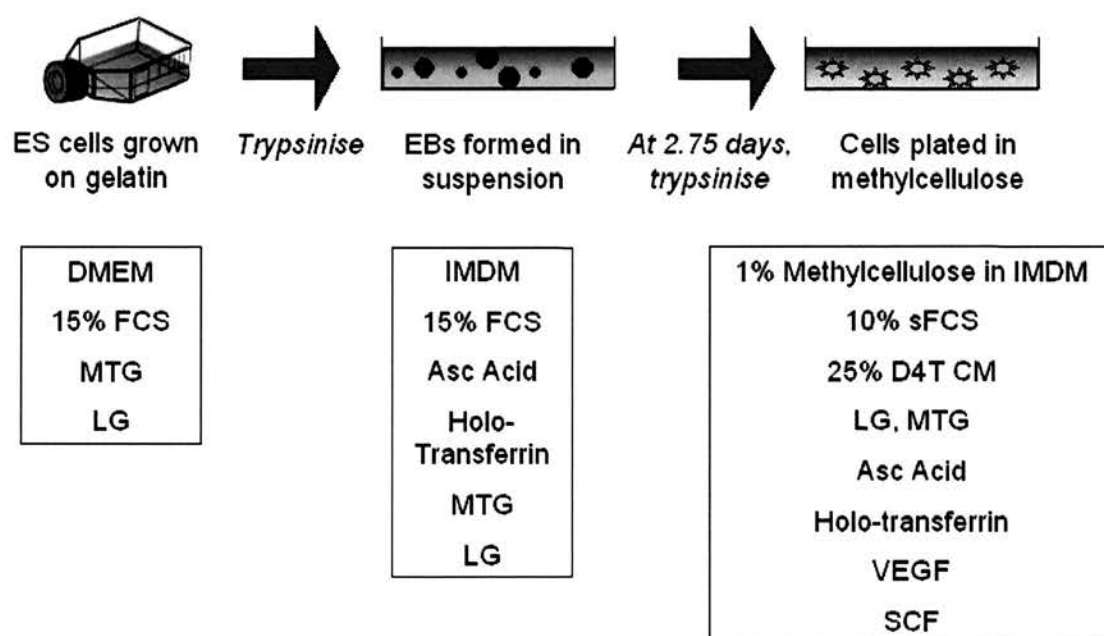 ES cells grown
on gelatin
Trypsinise
EBs formed in
suspension
At 2.75 days,
trypsinise
Cells plated in
methylcellulose
DMEM
15% FCS
MTG
LG
IMDM
15% FCS
Asc Acid
Holo-
Transferrin
MTG
LG
1% Methylcellulose in IMDM
10% sFCS
25% D4T CM
LG, MTG
Asc Acid
Holo-transferrin
VEGF
SCF